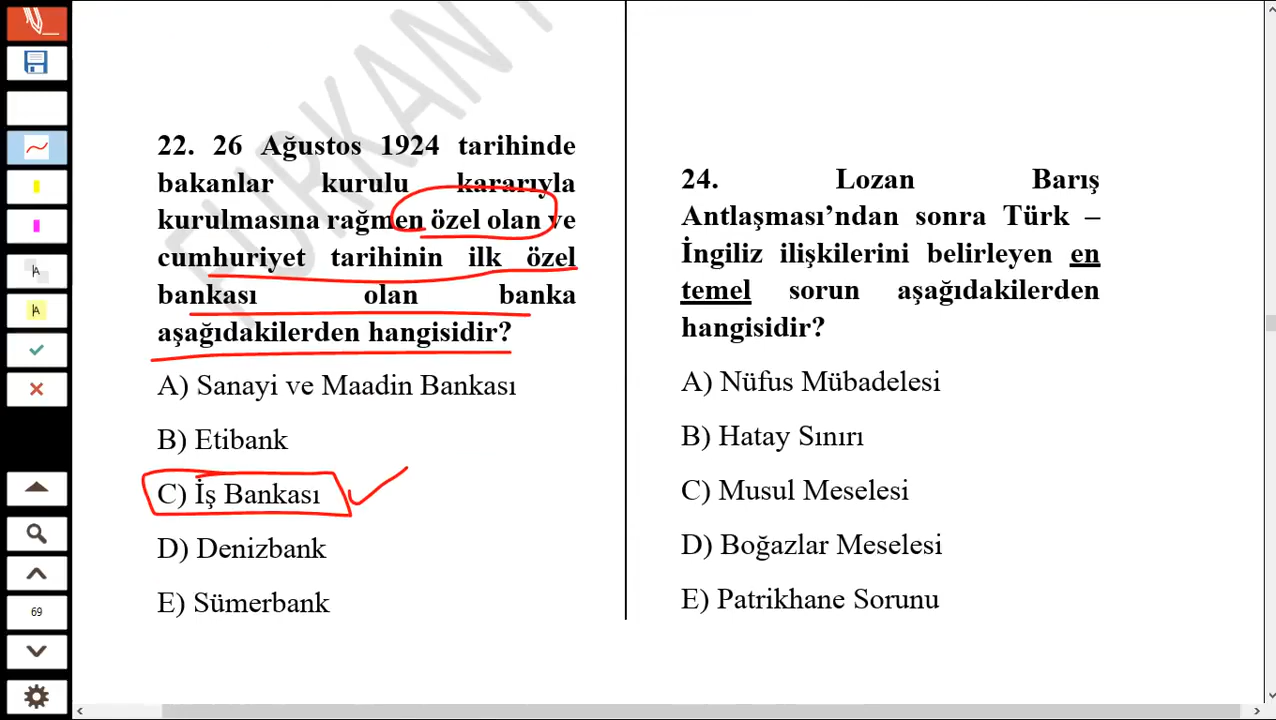 FURKAN
22. 26 Ağustos 1924 tarihinde
bakanlar kurulu kararıyla
kurulmasına rağmen özel olan ve
cumhuriyet tarihinin ilk özel
bankası olan banka
aşağıdakilerden hangisidir?
A) Sanayi ve Maadin Bankası
B) Etibank
C) İş Bankası
D) Denizbank
E) Sümerbank
24. Lozan Barış
Antlaşması’ndan sonra Türk –
İngiliz ilişkilerini belirleyen en
temel sorun aşağıdakilerden
hangisidir?
A) Nüfus Mübadelesi
B) Hatay Sınırı
C) Musul Meselesi
D) Boğazlar Meselesi
E) Patrikhane Sorunu
A
A
69